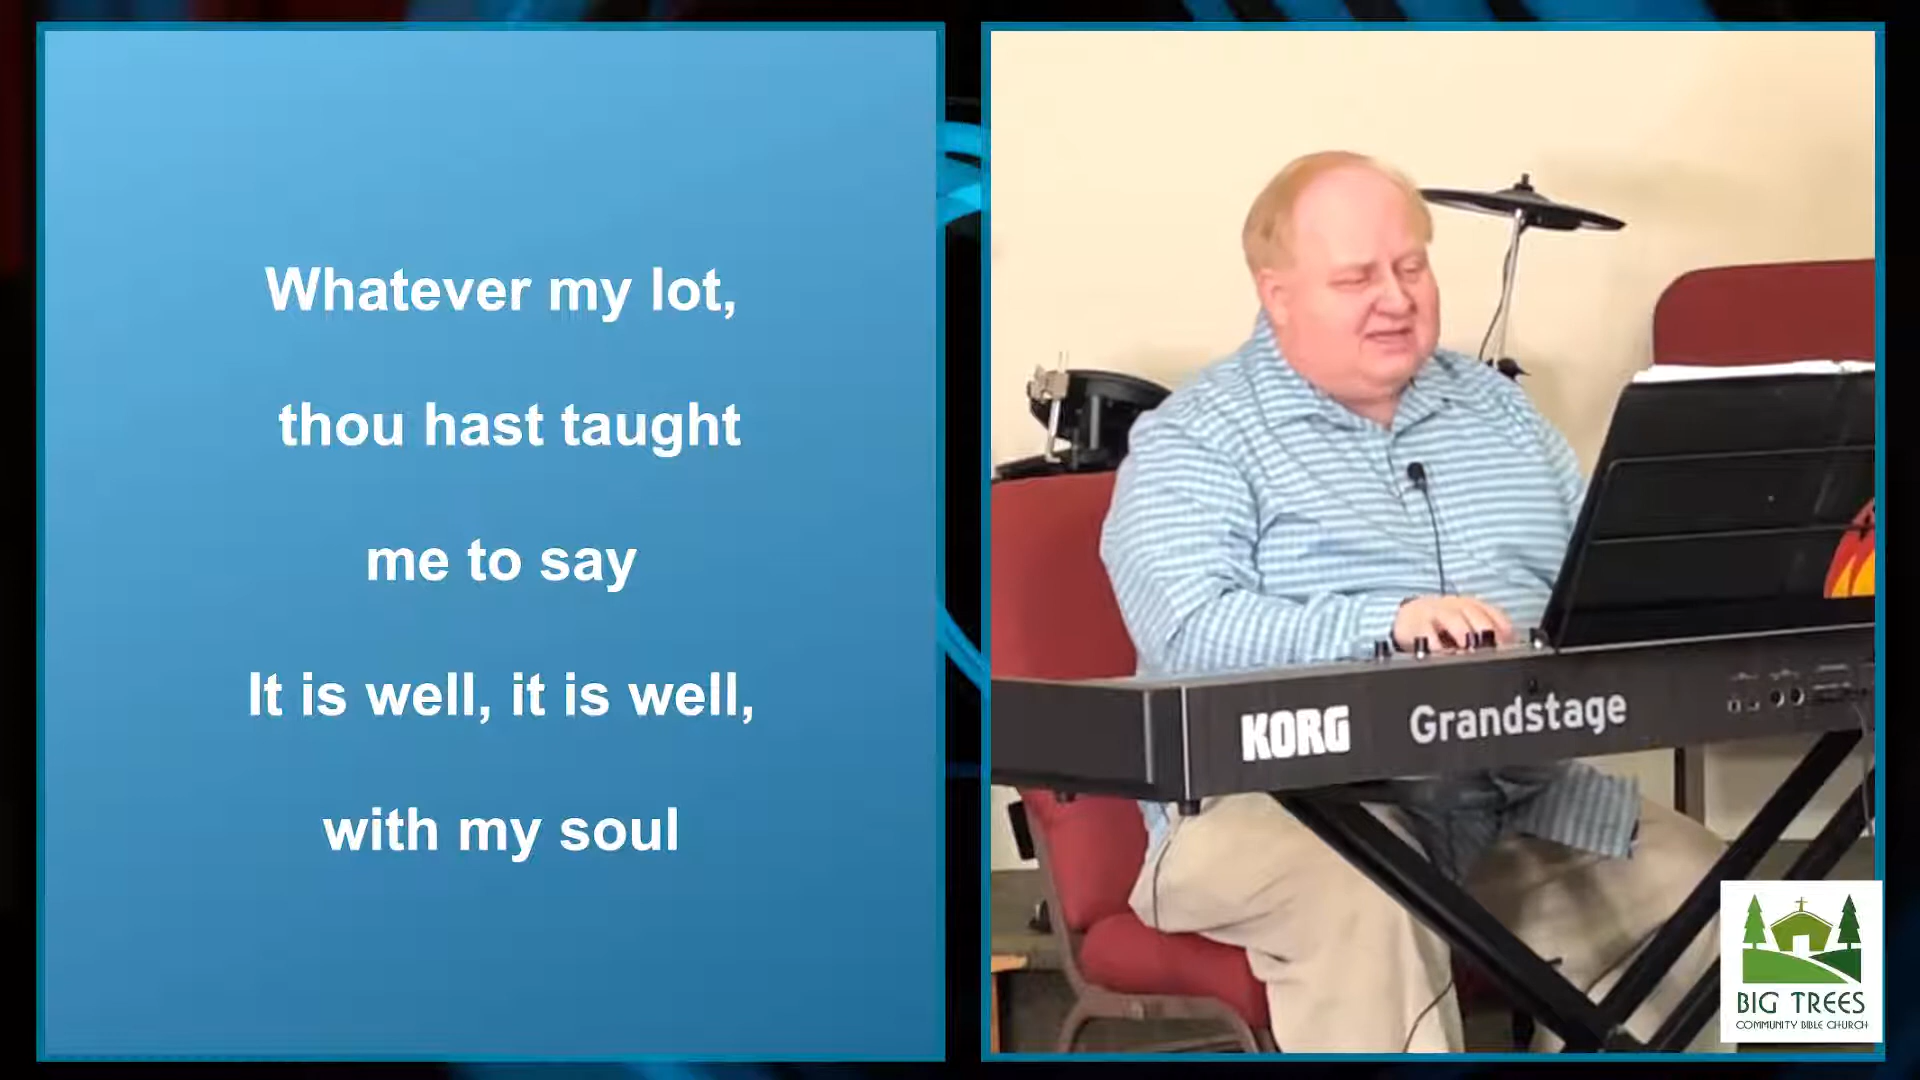 Whatever my lot,
thou hast taught
me to say
It is well, it is well,
with my soul
KORG Grandstage
BIG TREES
COMMUNITY BIBLE CHURCH